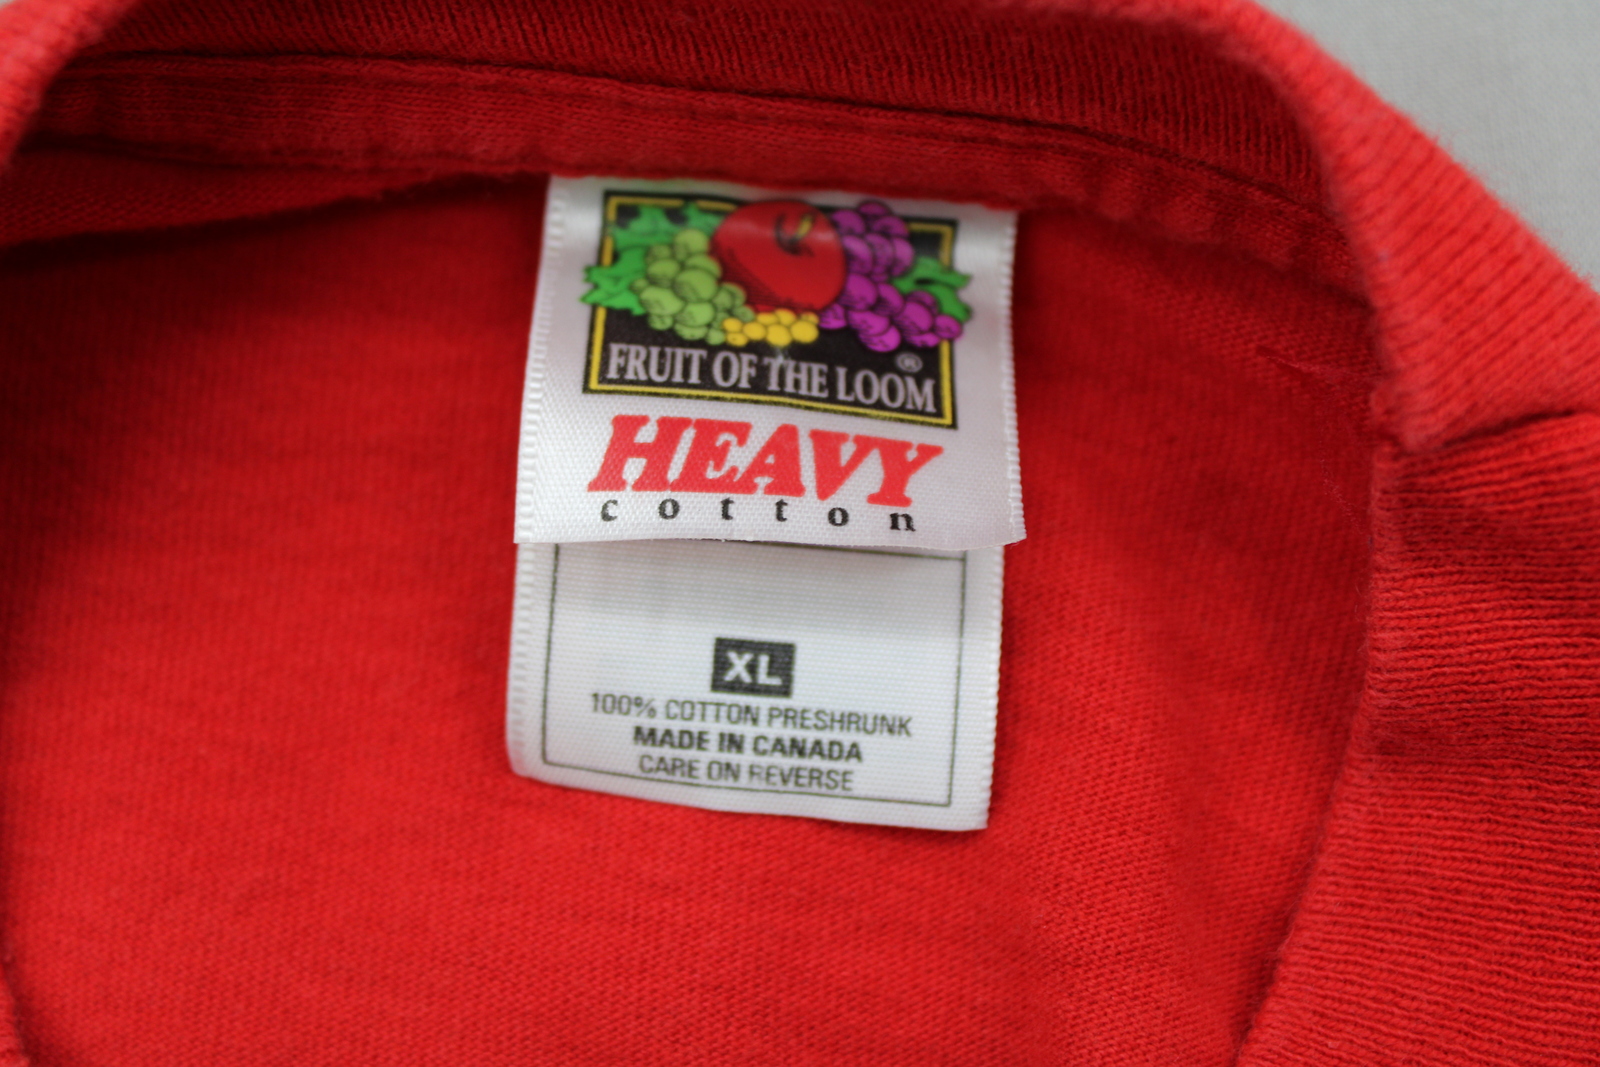 FRUIT OF THE LOOM®
HEAVY
cotton
XL
100% COTTON PRESHRUNK
MADE IN CANADA
CARE ON REVERSE